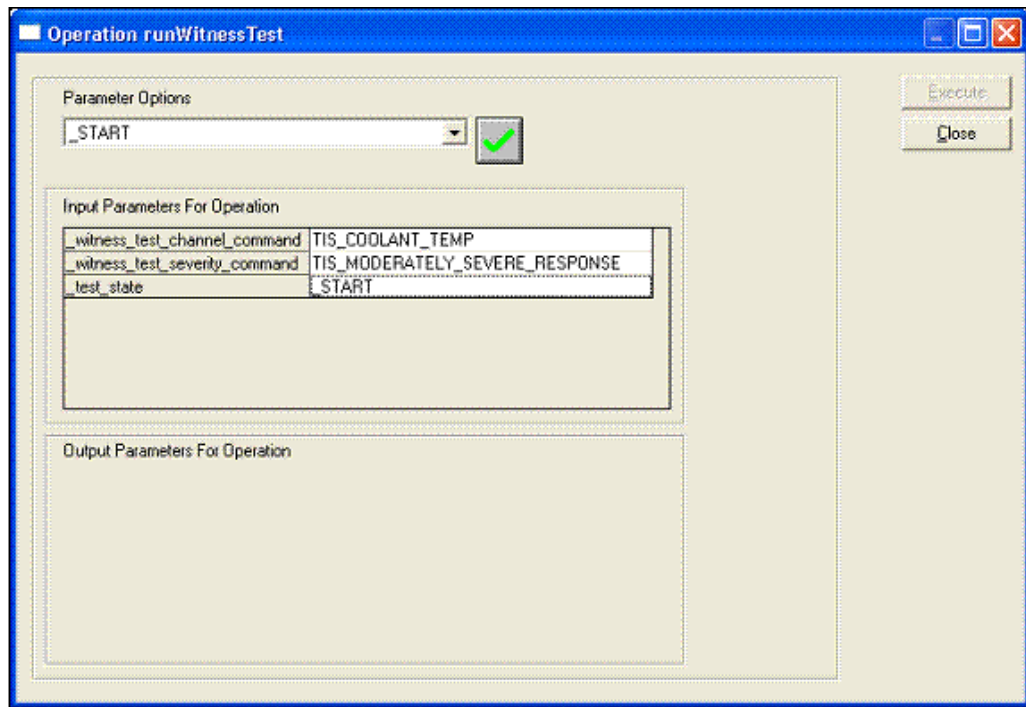 Operation runWitnessTest
Parameter Options
Execute
_START
Close
Input Parameters For Operation
_witness_test_channel_command TIS_COOLANT_TEMP
_witness_test_severity_command TIS_MODERATELY_SEVERE_RESPONSE
_test_state _START
Output Parameters For Operation